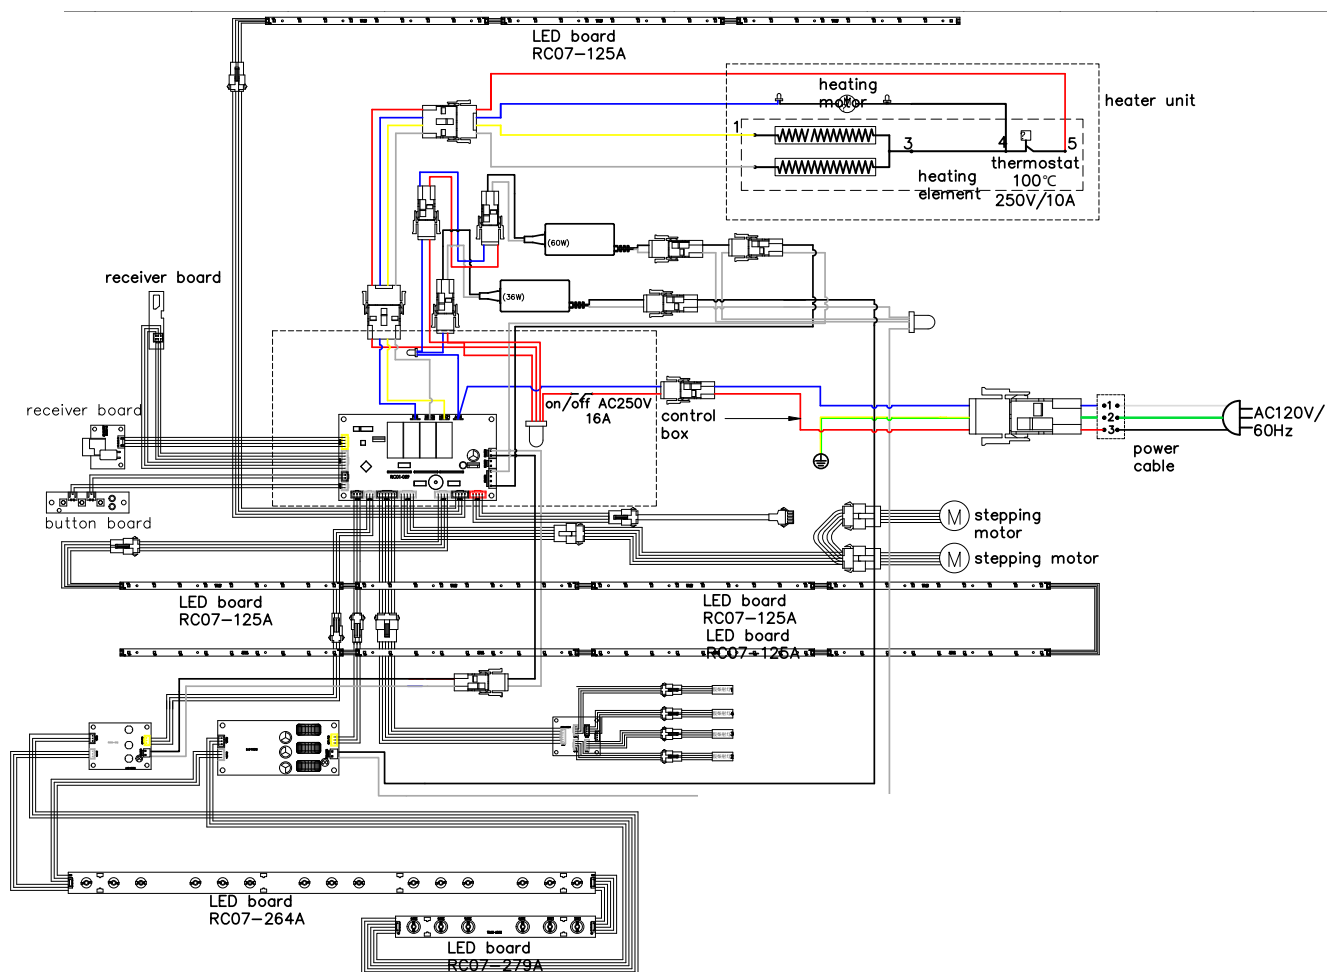 LED board
RC07-125A
heating
motor
heater unit
1
3
4
5
thermostat
100℃
250V/10A
heating
element
(60W)
(36W)
receiver board
receiver board
button board
on/off AC250V
16A
control
box
1
2
3
AC120V/
60Hz
power
cable
M
stepping
motor
M
stepping motor
LED board
RC07-125A
LED board
RC07-125A
LED board
RC07-125A
LED board
RC07-264A
LED board
RC07-279A